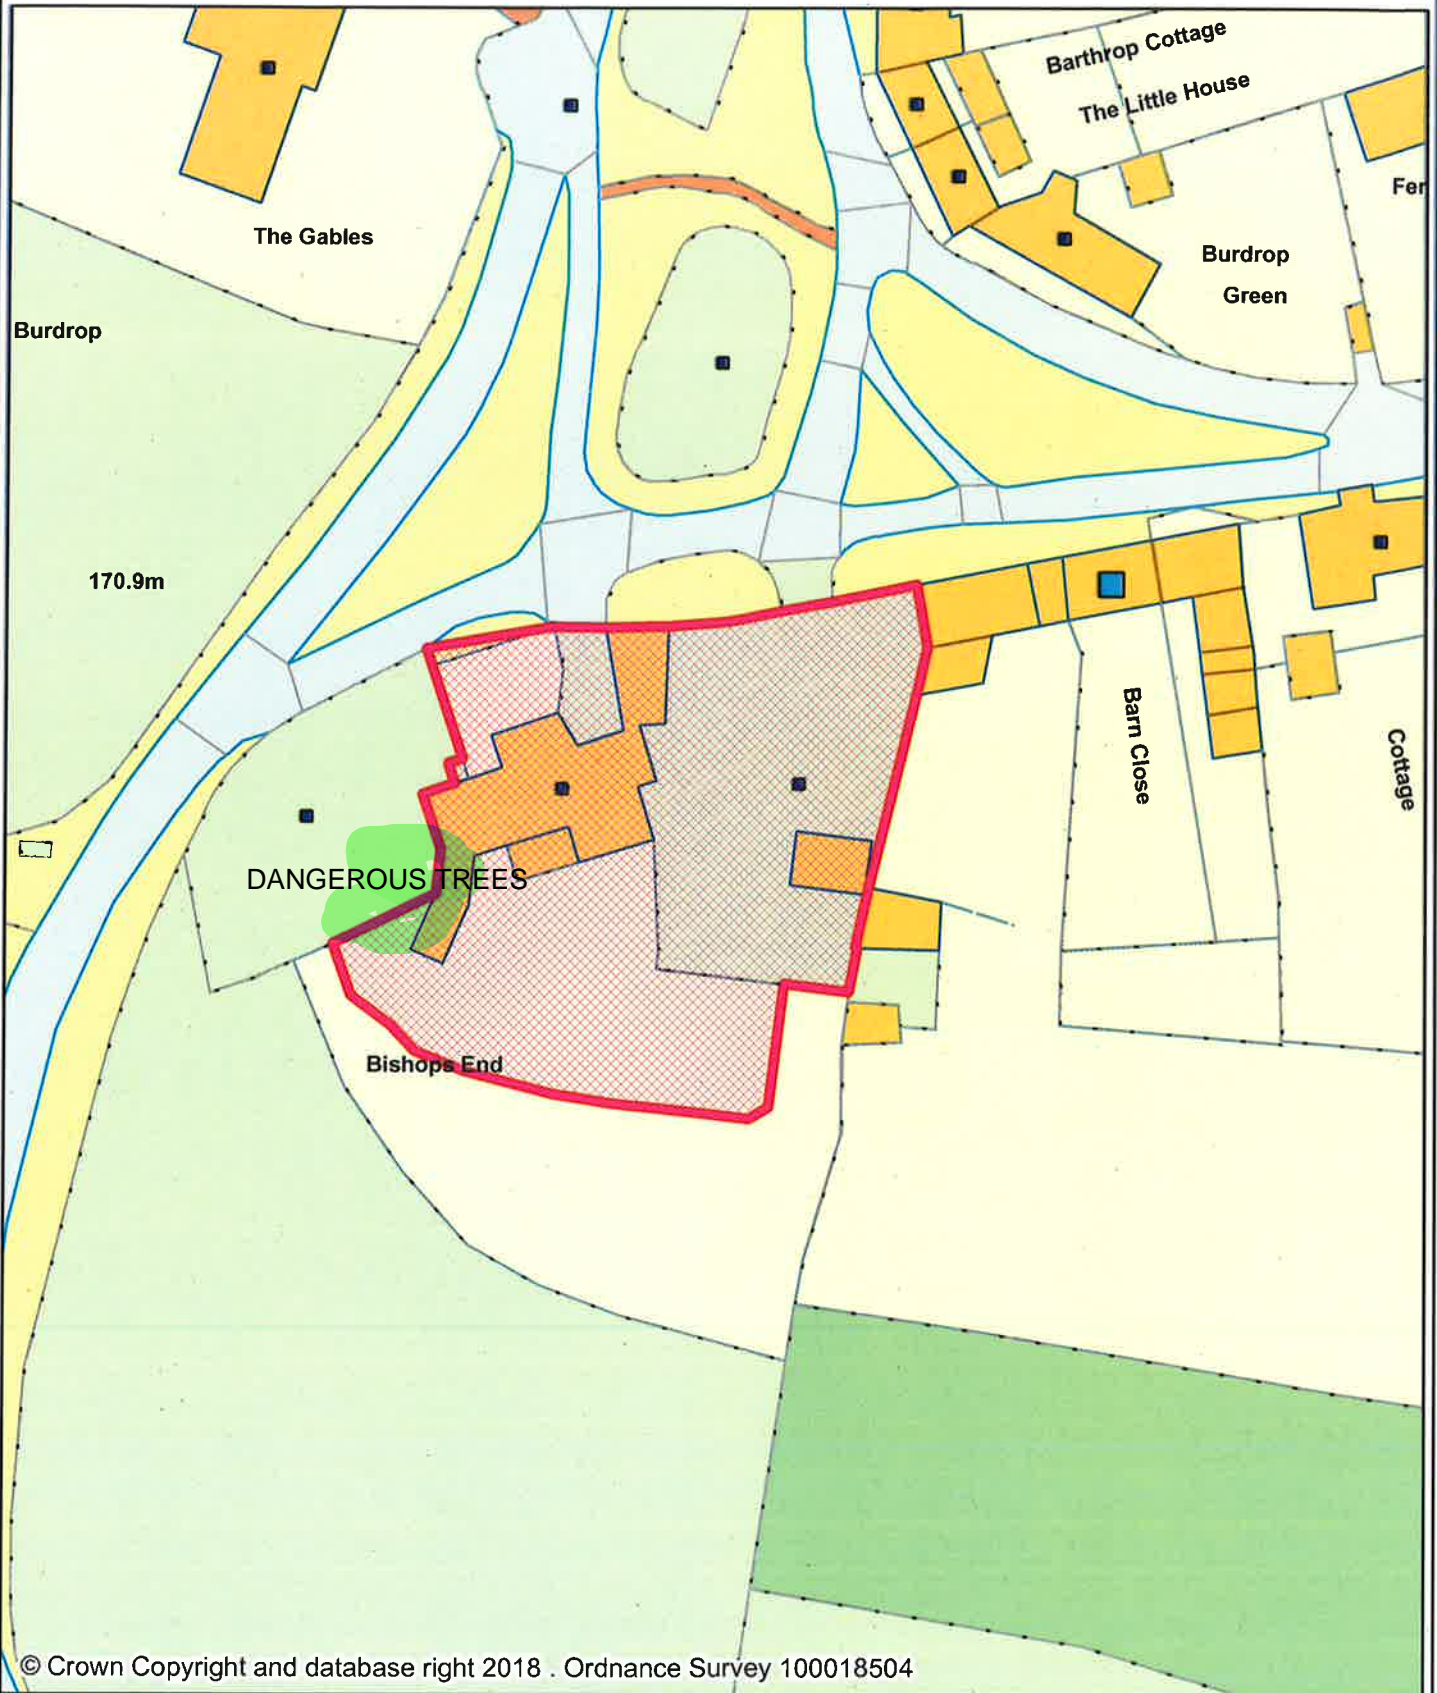 Barthrop Cottage
The Little House
Fer
The Gables
Burdrop
Green
Burdrop
170.9m
Barn Close
Cottage
DANGEROUS TREES
Bishops End
© Crown Copyright and database right 2018 . Ordnance Survey 100018504